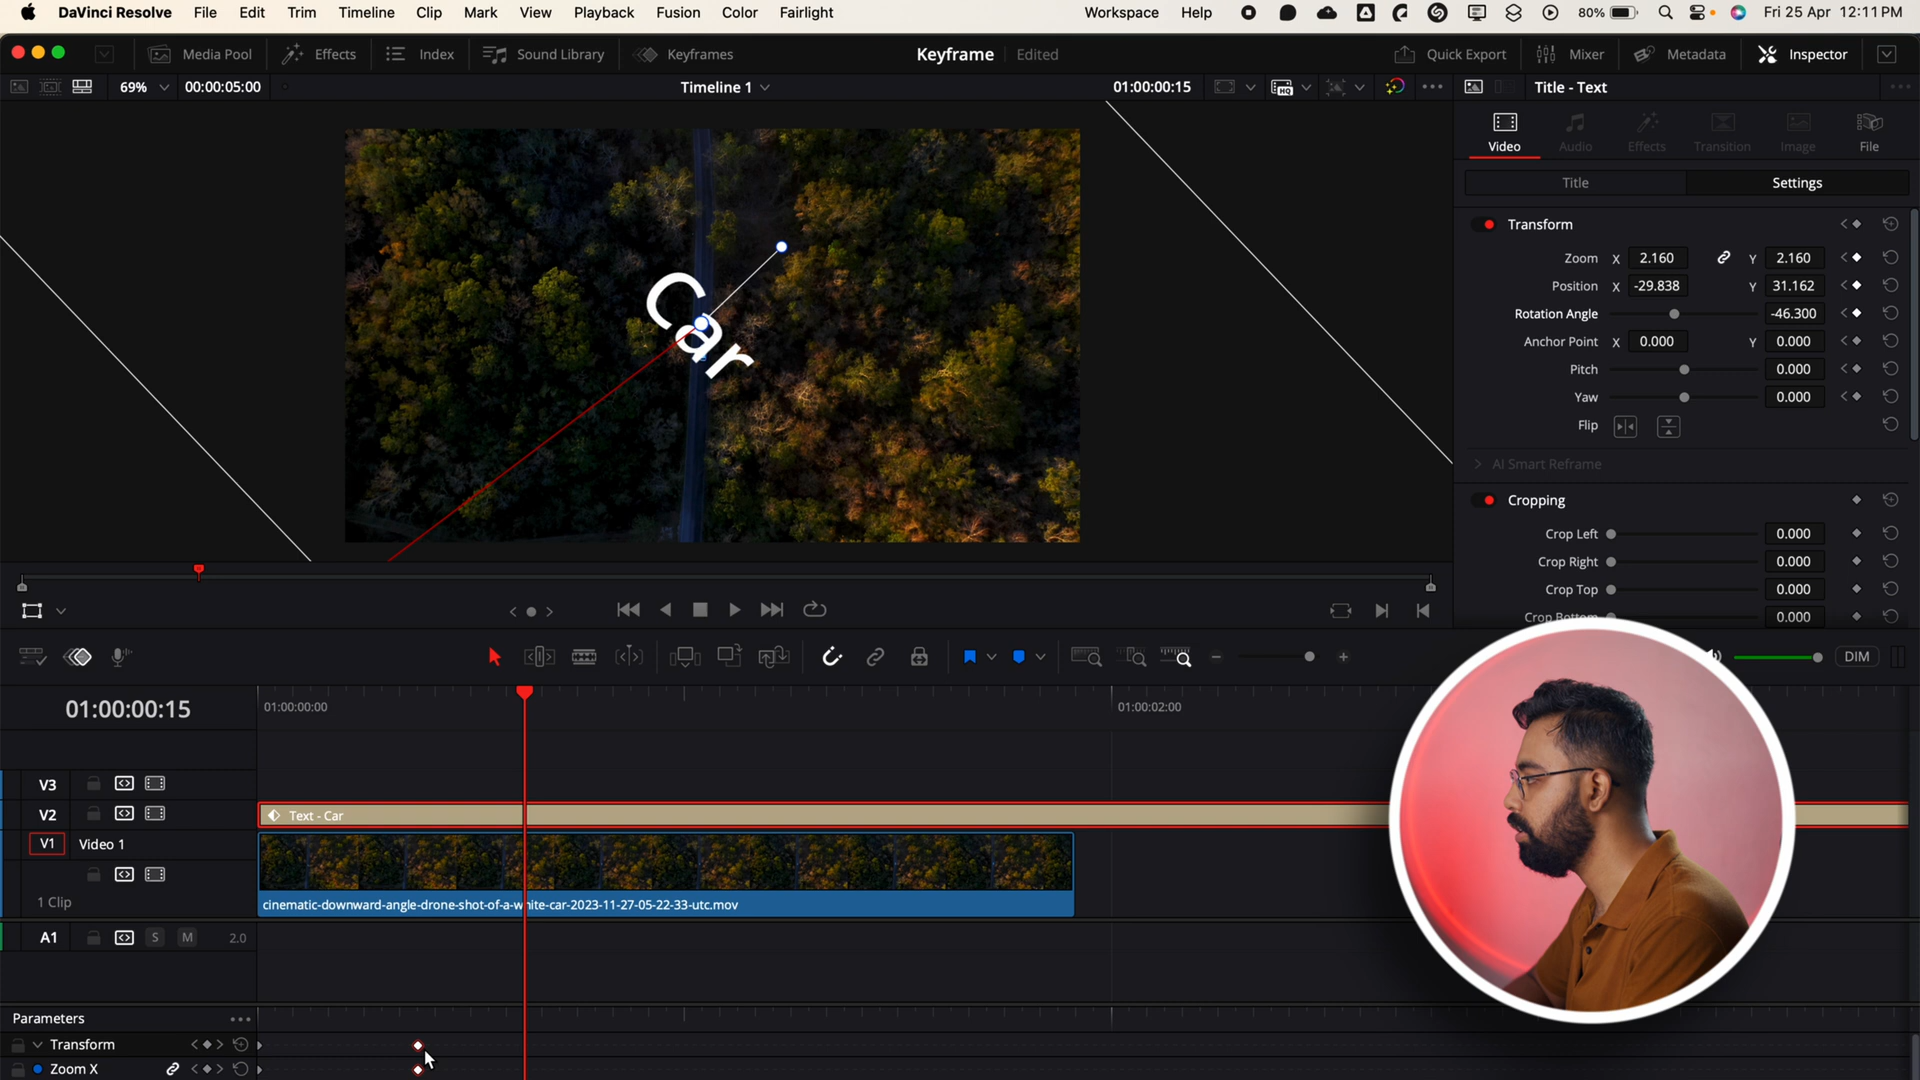 DaVinci Resolve File Edit Trim Timeline Clip Mark View Playback Fusion Color Fairlight Workspace Help 80% Fri 25 Apr 12:11 PM
Media Pool Effects Index Sound Library Keyframes Keyframe Edited Quick Export Mixer Metadata Inspector
69% 00:00:05:00 Timeline 1 01:00:00:15 HQ Title - Text
Video Audio Effects Transition Image File
Title Settings
Transform
Zoom X 2.160 Y 2.160
Position X -29.838 Y 31.162
Rotation Angle -46.300
Anchor Point X 0.000 Y 0.000
Pitch 0.000
Yaw 0.000
Flip
AI Smart Reframe
Cropping
Crop Left 0.000
Crop Right 0.000
Crop Top 0.000
Crop Bottom 0.000
Car
DIM
01:00:00:15 01:00:00:00 01:00:02:00
V3
V2 Text - Car
V1 Video 1
1 Clip cinematic-downward-angle-drone-shot-of-a-white-car-2023-11-27-05-22-33-utc.mov
A1 S M 2.0
Parameters
Transform
Zoom X